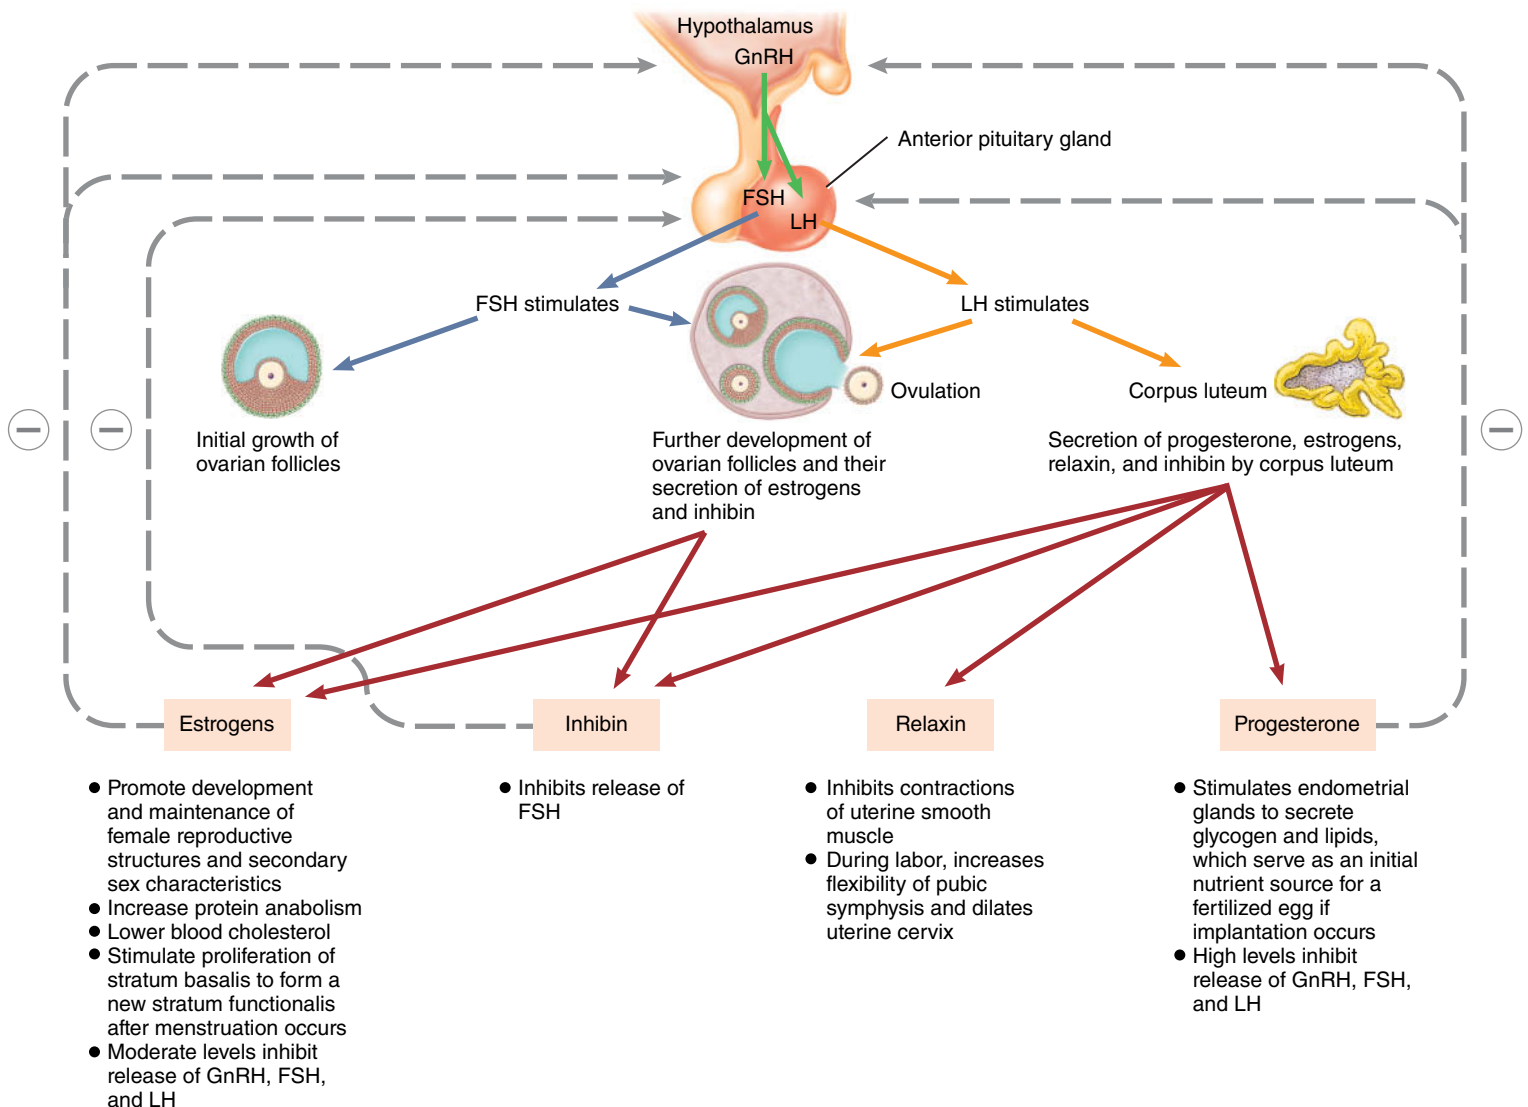 Hypothalamus
GnRH
Anterior pituitary gland
FSH
LH
FSH stimulates
LH stimulates
Ovulation
Corpus luteum
Initial growth of
ovarian follicles
Further development of
ovarian follicles and their
secretion of estrogens
and inhibin
Secretion of progesterone, estrogens,
relaxin, and inhibin by corpus luteum
Estrogens
Inhibin
Relaxin
Progesterone
● Promote development
and maintenance of
female reproductive
structures and secondary
sex characteristics
● Increase protein anabolism
● Lower blood cholesterol
● Stimulate proliferation of
stratum basalis to form a
new stratum functionalis
after menstruation occurs
● Moderate levels inhibit
release of GnRH, FSH,
and LH
● Inhibits release of
FSH
● Inhibits contractions
of uterine smooth
muscle
● During labor, increases
flexibility of pubic
symphysis and dilates
uterine cervix
● Stimulates endometrial
glands to secrete
glycogen and lipids,
which serve as an initial
nutrient source for a
fertilized egg if
implantation occurs
● High levels inhibit
release of GnRH, FSH,
and LH